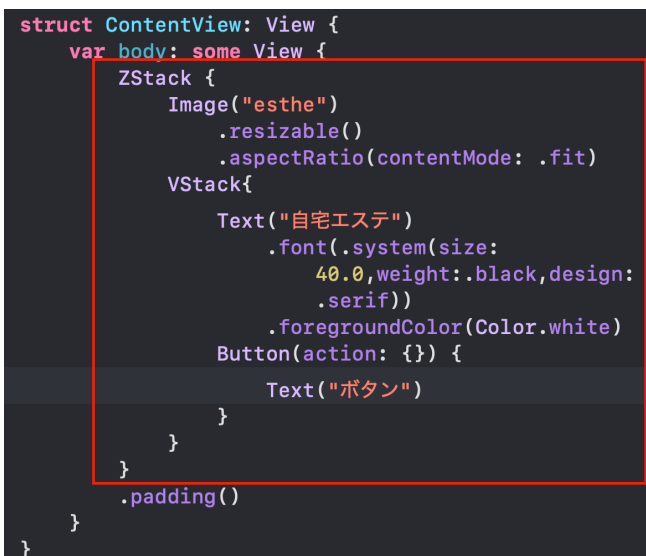 struct ContentView: View {
    var body: some View {
        ZStack {
            Image("esthe")
                .resizable()
                .aspectRatio(contentMode: .fit)
            VStack{
                Text("自宅エステ")
                    .font(.system(size:
                        40.0,weight:.black,design:
                        .serif))
                    .foregroundColor(Color.white)
                Button(action: {}) {
                    Text("ボタン")
                }
            }
        }
        .padding()
    }
}